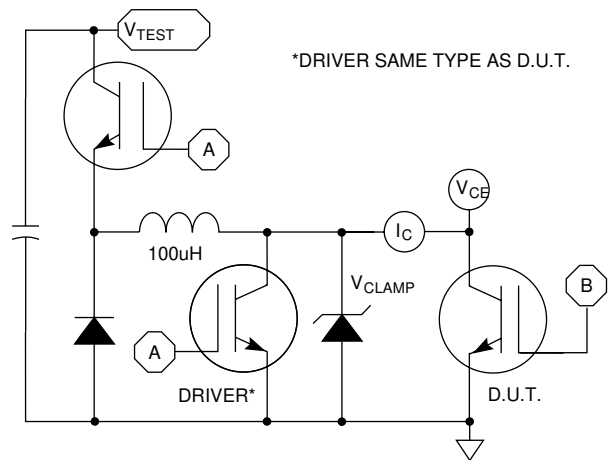 VTEST
*DRIVER SAME TYPE AS D.U.T.
A
VCE
IC
100uH
VCLAMP
B
A
DRIVER*
D.U.T.